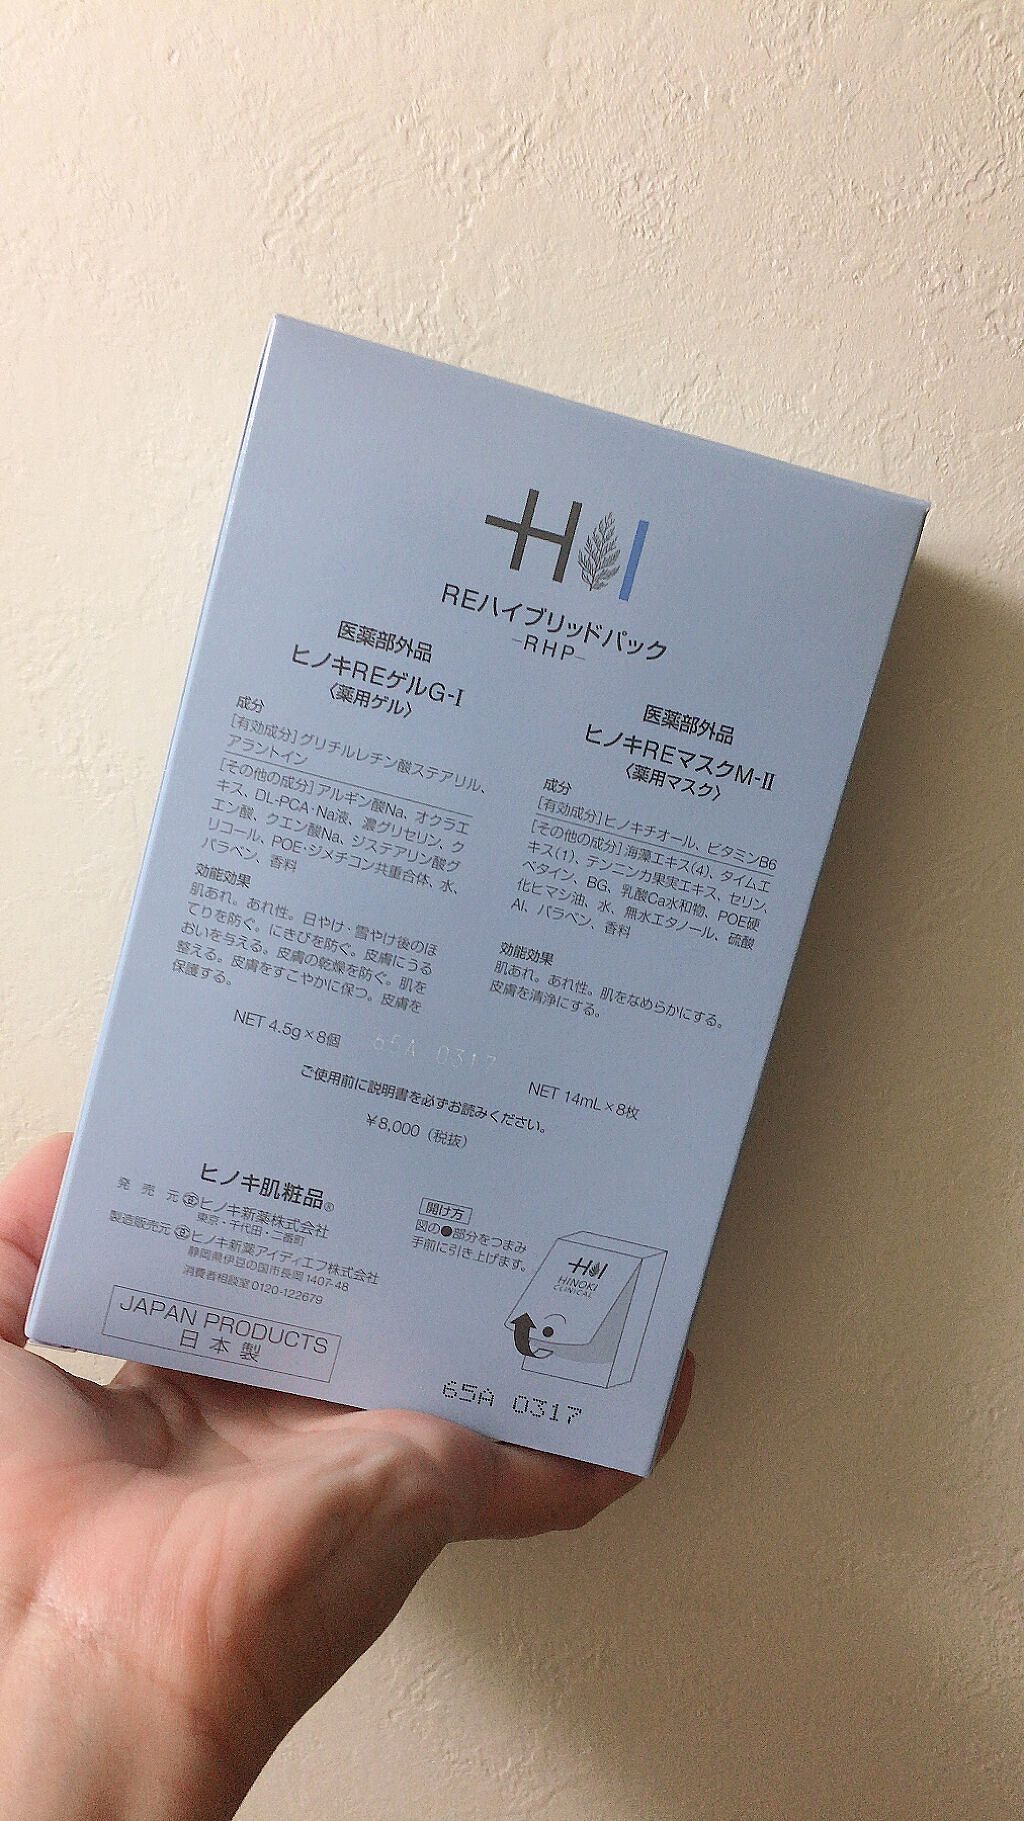 REハイブリッドパック
-RHP-
医薬部外品
ヒノキREゲルG-I
〈薬用ゲル〉
成分
[有効成分]グリチルレチン酸ステアリル、
アラントイン
[その他の成分]アルギン酸Na、オクラエ
キス、DL-PCA・Na液、濃グリセリン、ク
エン酸、クエン酸Na、ジステアリン酸グ
リコール、POE・ジメチコン共重合体、水、
パラベン、香料
効能効果
肌あれ。あれ性。日やけ・雪やけ後のほ
てりを防ぐ。にきびを防ぐ。皮膚にうる
おいを与える。皮膚の乾燥を防ぐ。肌を
整える。皮膚をすこやかに保つ。皮膚を
保護する。
NET 4.5g×8個
医薬部外品
ヒノキREマスクM-II
〈薬用マスク〉
成分
[有効成分]ヒノキチオール、ビタミンB6
[その他の成分]海藻エキス(4)、タイムエ
キス(1)、テンニンカ果実エキス、セリン、
ベタイン、BG、乳酸Ca水和物、POE硬
化ヒマシ油、水、無水エタノール、硫酸
Al、パラベン、香料
効能効果
肌あれ。あれ性。肌をなめらかにする。
皮膚を清浄にする。
NET 14mL×8枚
65A 0317
ご使用前に説明書を必ずお読みください。
¥8,000（税抜）
ヒノキ肌粧品®
発売元 ヒノキ新薬株式会社
東京・千代田・二番町
製造販売元 ヒノキ新薬アイディエフ株式会社
静岡県伊豆の国市長岡1407-48
消費者相談室 0120-122679
JAPAN PRODUCTS
日本製
開け方
図の●部分をつまみ
手前に引き上げます。
HINOKI
CLINICAL
65A 0317